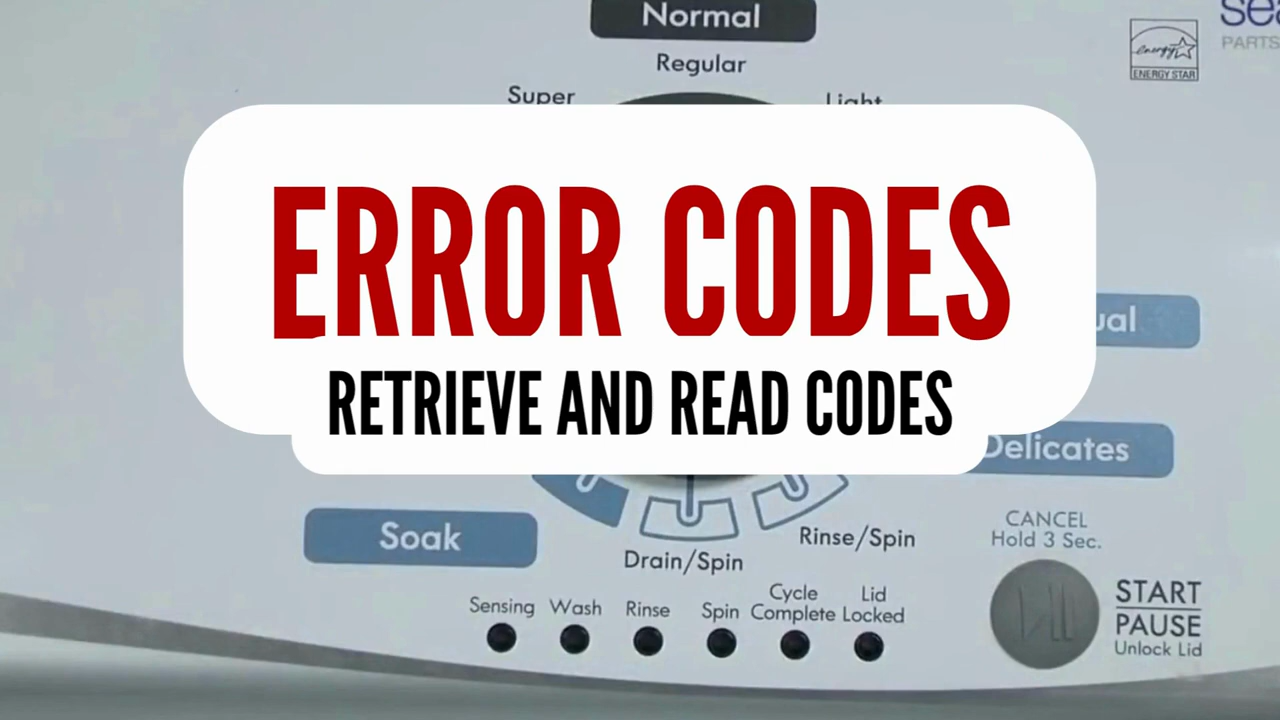 Normal
Regular
Super
Light
PARTS
energy
ENERGY STAR
ERROR CODES
RETRIEVE AND READ CODES
Delicates
Soak
CANCEL
Hold 3 Sec.
Rinse/Spin
Drain/Spin
Sensing
Wash
Rinse
Spin
Cycle
Complete
Lid
Locked
START
PAUSE
Unlock Lid